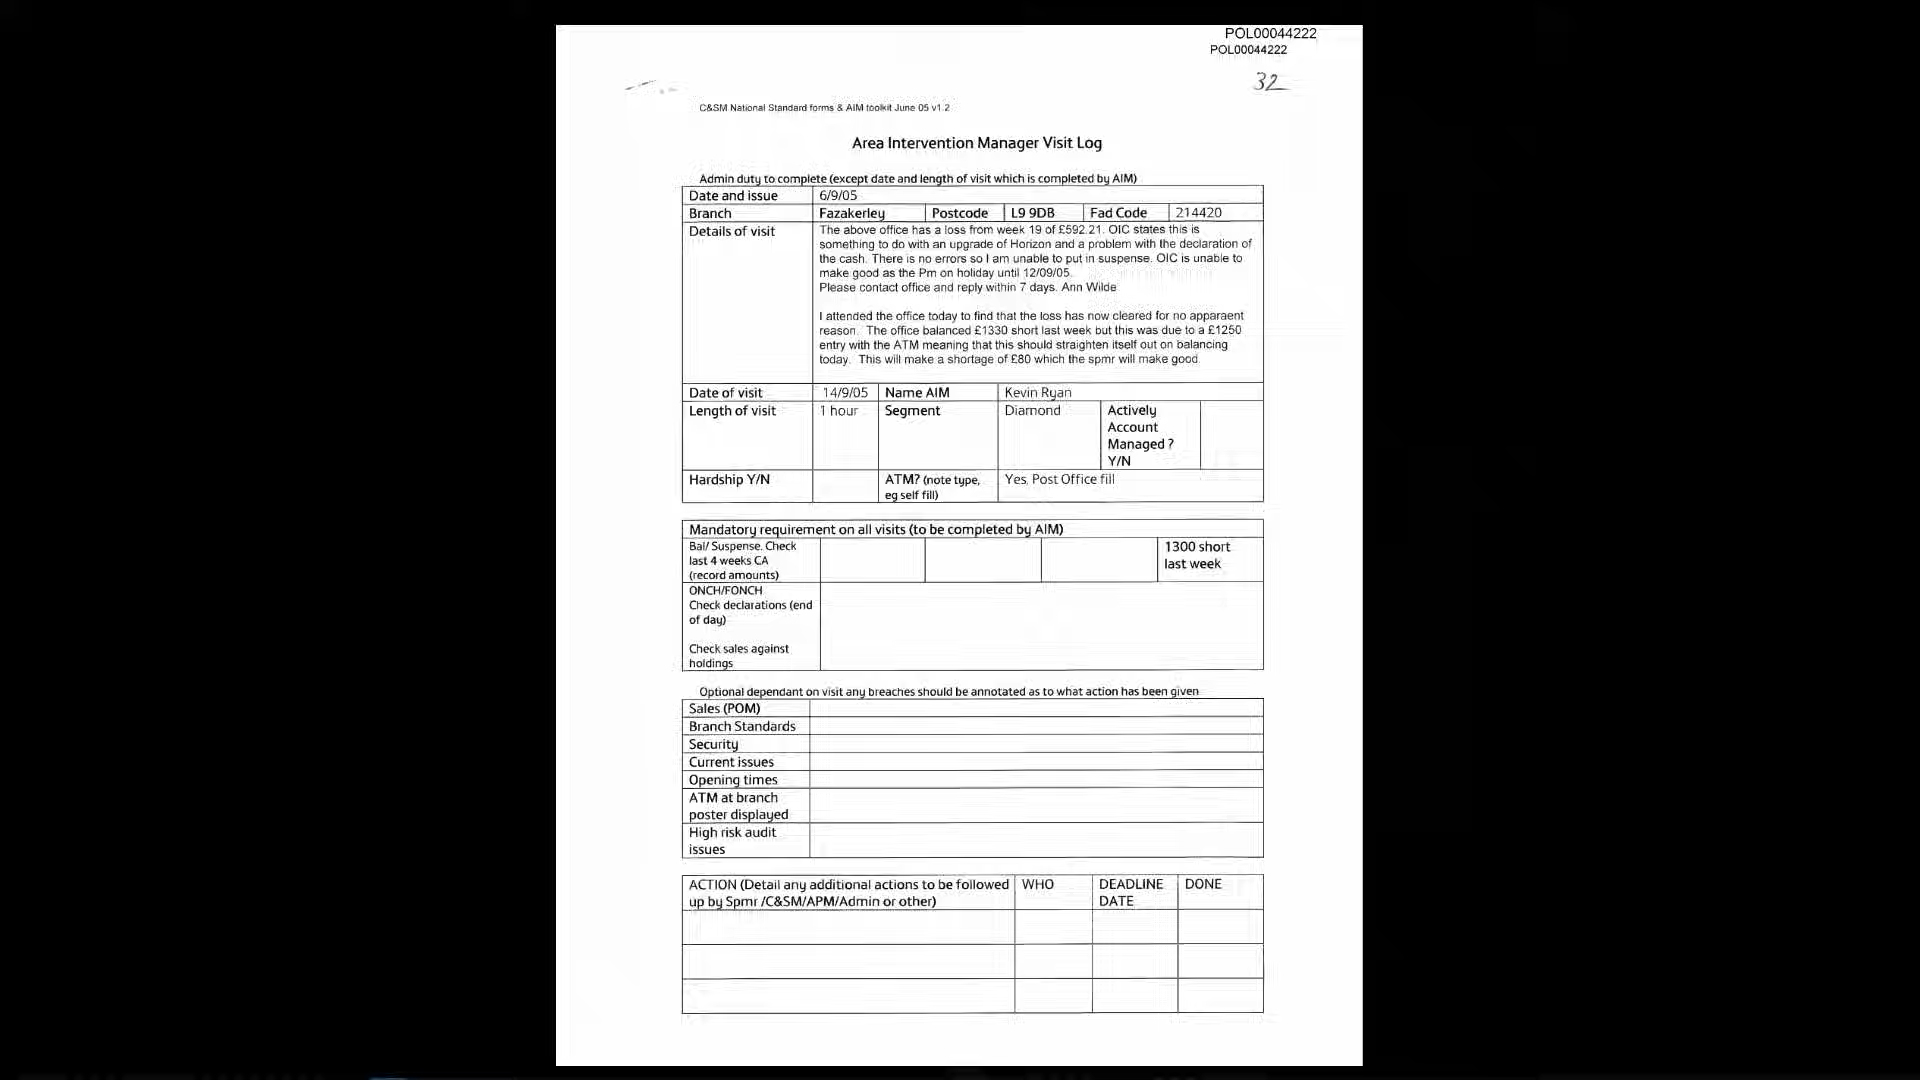 POL00044222
POL00044222
32
C&SM National Standard forms & AIM toolkit June 05 v1.2
Area Intervention Manager Visit Log
Admin duty to complete (except date and length of visit which is completed by AIM)
Date and issue 6/9/05
Branch Fazakerley Postcode L9 9DB Fad Code 214420
Details of visit
The above office has a loss from week 19 of £592.21. OIC states this is
something to do with an upgrade of Horizon and a problem with the declaration of
the cash. There is no errors so I am unable to put in suspense. OIC is unable to
make good as the Pm on holiday until 12/09/05.
Please contact office and reply within 7 days. Ann Wilde
I attended the office today to find that the loss has now cleared for no apparaent
reason. The office balanced £1330 short last week but this was due to a £1250
entry with the ATM meaning that this should straighten itself out on balancing
today. This will make a shortage of £80 which the spmr will make good.
Date of visit 14/9/05 Name AIM Kevin Ryan
Length of visit 1 hour Segment Diamond Actively
Account
Managed ?
Y/N
Hardship Y/N ATM? (note type, Yes, Post Office fill
eg self fill)
Mandatory requirement on all visits (to be completed by AIM)
Bal/ Suspense. Check
last 4 weeks CA
(record amounts)
1300 short
last week
ONCH/FONCH
Check declarations (end
of day)
Check sales against
holdings
Optional dependant on visit any breaches should be annotated as to what action has been given
Sales (POM)
Branch Standards
Security
Current issues
Opening times
ATM at branch
poster displayed
High risk audit
issues
ACTION (Detail any additional actions to be followed WHO DEADLINE DONE
up by Spmr /C&SM/APM/Admin or other) DATE